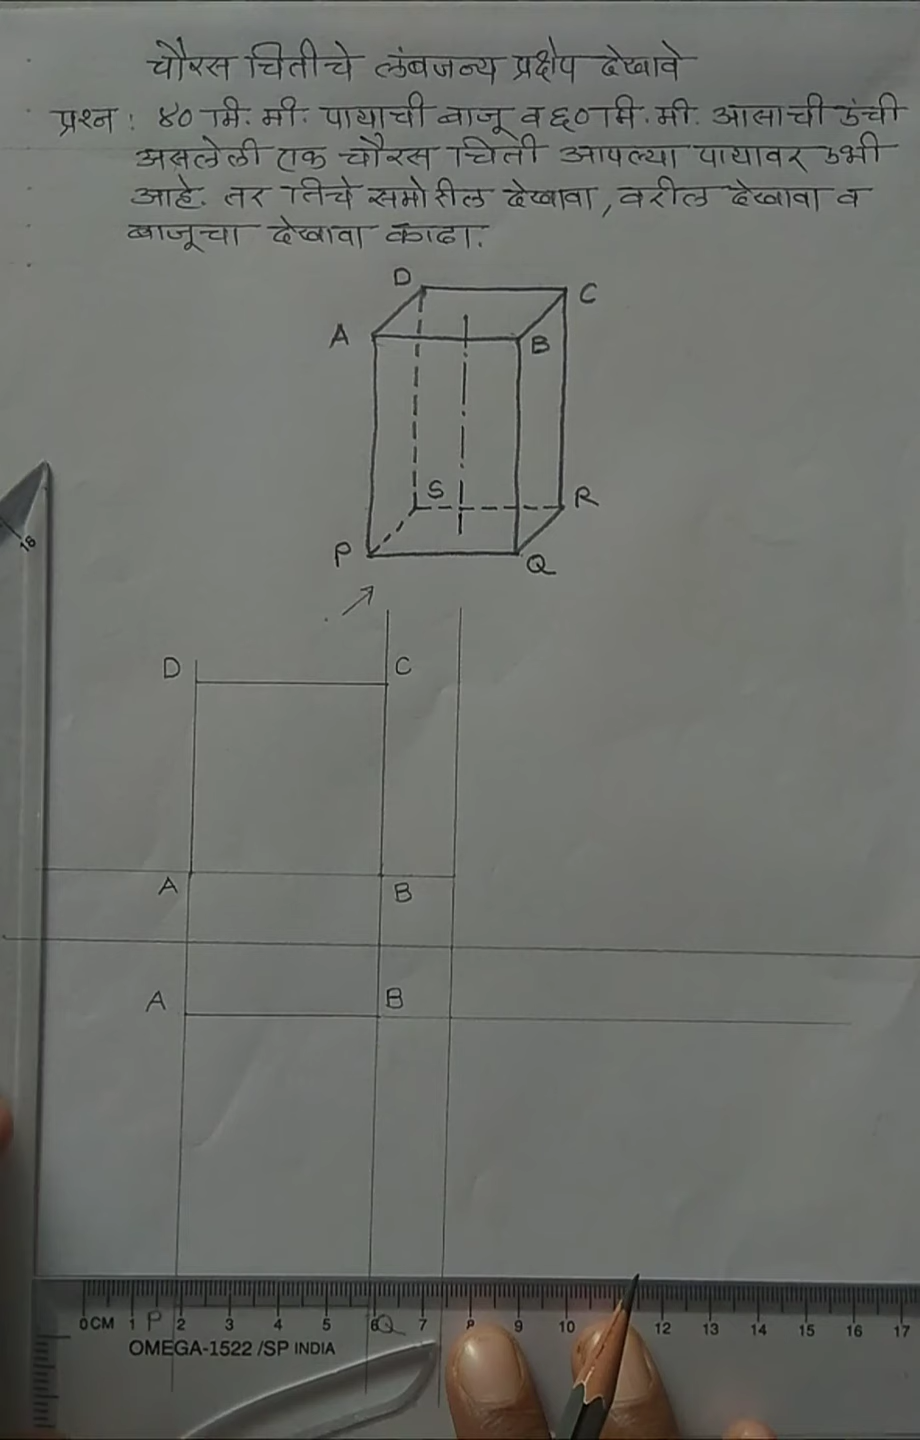 चौरस चितीचे लंबजन्य प्रक्षेप देखावे
प्रश्न : ४० मि. मी. पायाची बाजू व ६० मि. मी. आसाची उंची
असलेली एक चौरस चिती आपल्या पायावर उभी
आहे. तर तिचे समोरील देखावा, वरील देखावा व
बाजूचा देखावा काढा.
D
C
A
B
S
R
P
Q
D
C
A
B
A
B
16
P
Q
0CM 1 2 3 4 5 6 7 8 9 10 12 13 14 15 16 17
OMEGA-1522 /SP INDIA